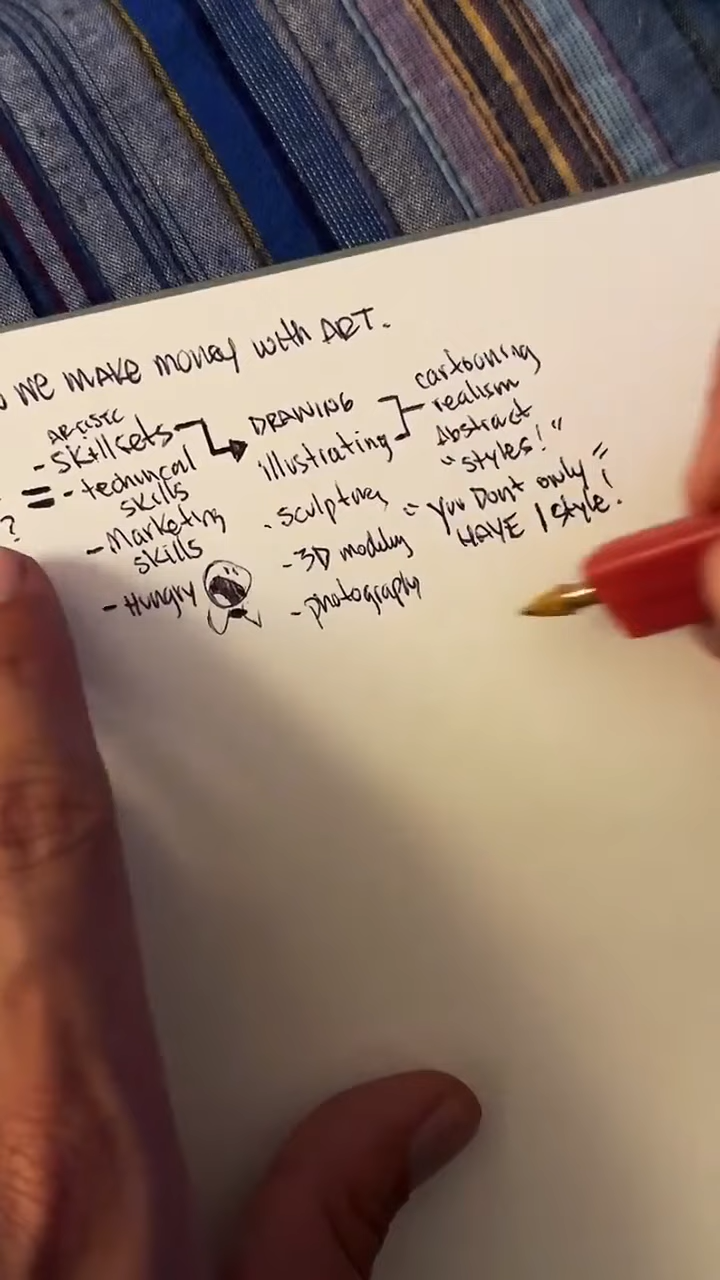 we MAKE money with ART.
ARTISTIC
- skillsets
= - technical
skills
?
- Marketing
skills
- Hungry
DRAWING
illustrating
- sculpting
- 3D modeling
- photography
cartooning
realism
Abstract
"styles!"
"You Dont only
HAVE 1 style!"